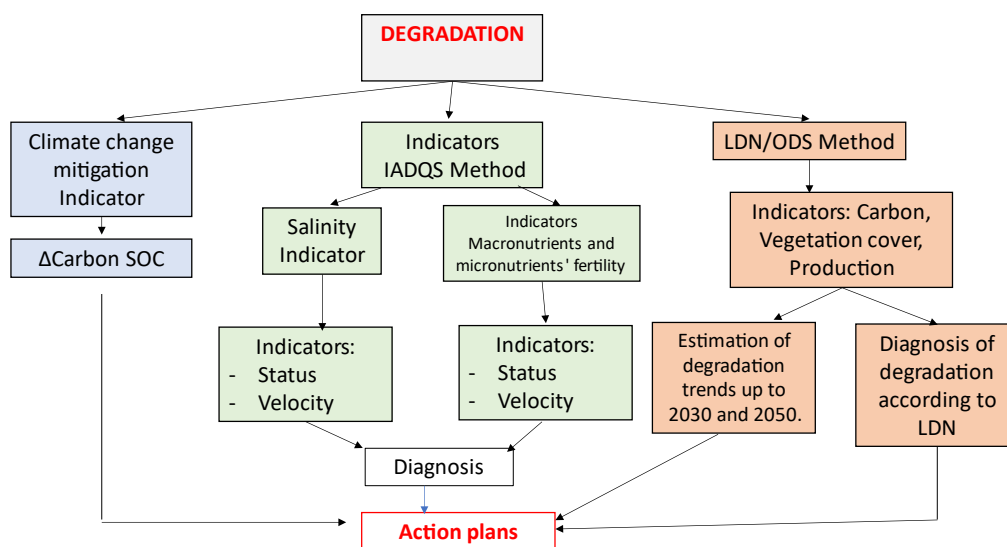 DEGRADATION
Climate change
mitigation
Indicator
Indicators
IADQS Method
LDN/ODS Method
ΔCarbon SOC
Salinity
Indicator
Indicators
Macronutrients and
micronutrients' fertility
Indicators: Carbon,
Vegetation cover,
Production
Indicators:
- Status
- Velocity
Indicators:
- Status
- Velocity
Estimation of
degradation
trends up to
2030 and 2050.
Diagnosis of
degradation
according to
LDN
Diagnosis
Action plans